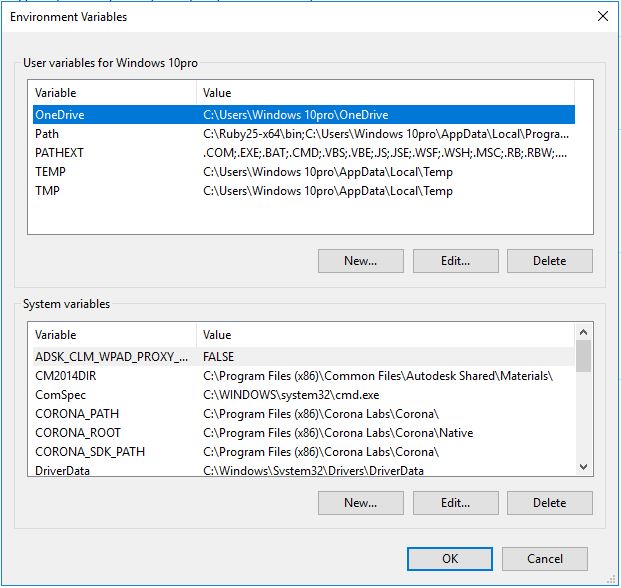 Environment Variables
User variables for Windows 10pro
Variable Value
OneDrive C:\Users\Windows 10pro\OneDrive
Path C:\Ruby25-x64\bin;C:\Users\Windows 10pro\AppData\Local\Progra...
PATHEXT .COM;.EXE;.BAT;.CMD;.VBS;.VBE;.JS;.JSE;.WSF;.WSH;.MSC;.RB;.RBW;....
TEMP C:\Users\Windows 10pro\AppData\Local\Temp
TMP C:\Users\Windows 10pro\AppData\Local\Temp
New... Edit... Delete
System variables
Variable Value
ADSK_CLM_WPAD_PROXY_... FALSE
CM2014DIR C:\Program Files (x86)\Common Files\Autodesk Shared\Materials\
ComSpec C:\WINDOWS\system32\cmd.exe
CORONA_PATH C:\Program Files (x86)\Corona Labs\Corona\
CORONA_ROOT C:\Program Files (x86)\Corona Labs\Corona\Native
CORONA_SDK_PATH C:\Program Files (x86)\Corona Labs\Corona\
DriverData C:\Windows\System32\Drivers\DriverData
New... Edit... Delete
OK Cancel